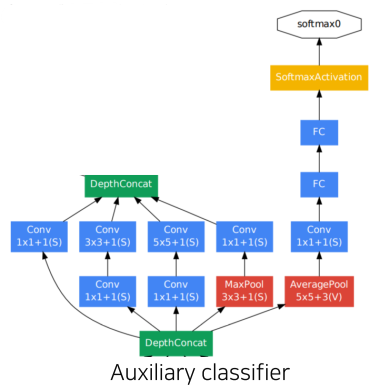 softmax0
SoftmaxActivation
FC
FC
DepthConcat
Conv
1x1+1(S)
Conv
3x3+1(S)
Conv
5x5+1(S)
Conv
1x1+1(S)
Conv
1x1+1(S)
Conv
1x1+1(S)
Conv
1x1+1(S)
MaxPool
3x3+1(S)
AveragePool
5x5+3(V)
DepthConcat
Auxiliary classifier